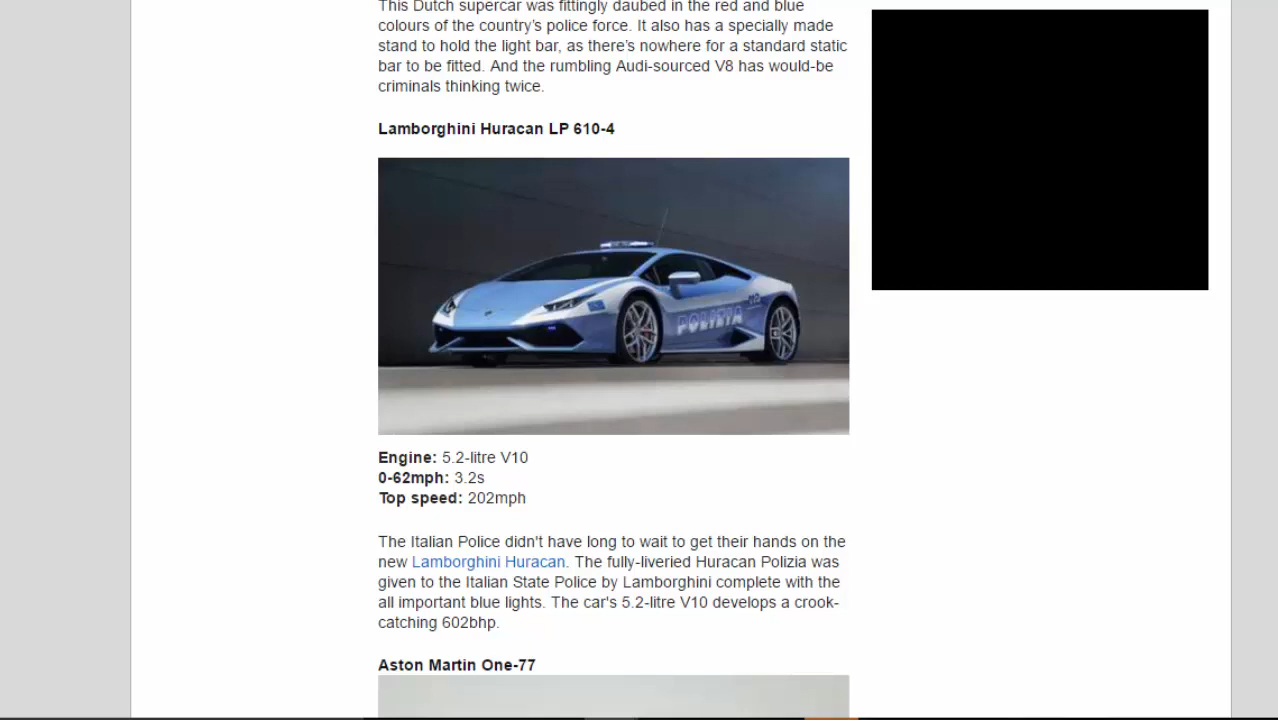 This Dutch supercar was fittingly daubed in the red and blue
colours of the country's police force. It also has a specially made
stand to hold the light bar, as there's nowhere for a standard static
bar to be fitted. And the rumbling Audi-sourced V8 has would-be
criminals thinking twice.
Lamborghini Huracan LP 610-4
POLIZIA
Engine: 5.2-litre V10
0-62mph: 3.2s
Top speed: 202mph
The Italian Police didn't have long to wait to get their hands on the
new Lamborghini Huracan. The fully-liveried Huracan Polizia was
given to the Italian State Police by Lamborghini complete with the
all important blue lights. The car's 5.2-litre V10 develops a crook-
catching 602bhp.
Aston Martin One-77